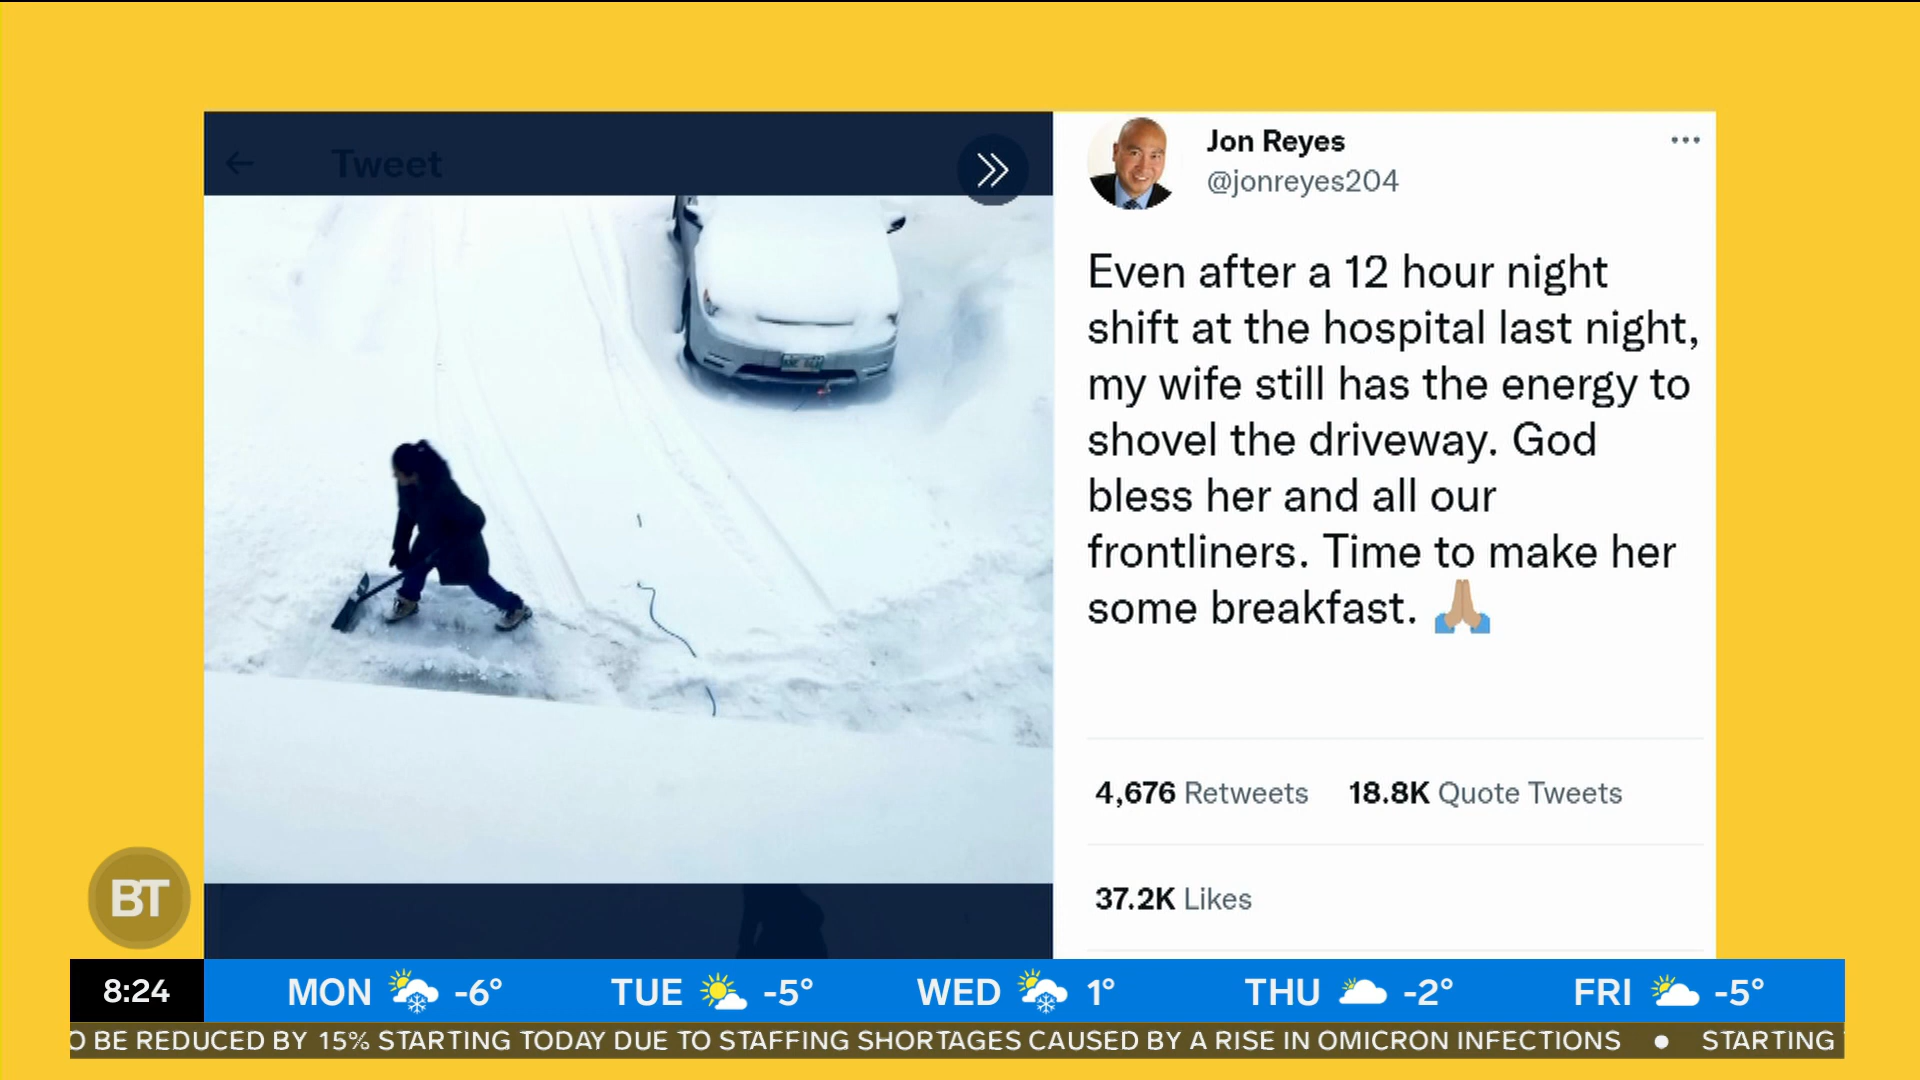 Tweet
Jon Reyes
@jonreyes204
Even after a 12 hour night
shift at the hospital last night,
my wife still has the energy to
shovel the driveway. God
bless her and all our
frontliners. Time to make her
some breakfast. 🙏🏽
4,676 Retweets 18.8K Quote Tweets
37.2K Likes
BT
8:24 MON -6° TUE -5° WED 1° THU -2° FRI -5°
O BE REDUCED BY 15% STARTING TODAY DUE TO STAFFING SHORTAGES CAUSED BY A RISE IN OMICRON INFECTIONS ● STARTING